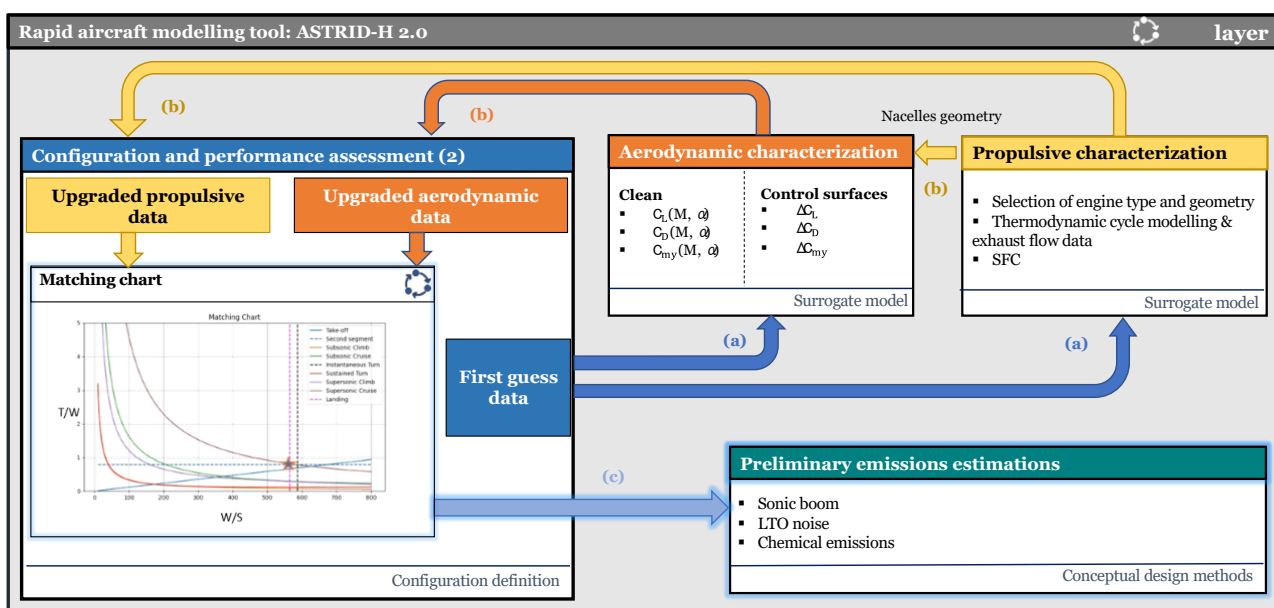 Rapid aircraft modelling tool: ASTRID-H 2.0
layer
(b)
(b)
Nacelles geometry
Configuration and performance assessment (2)
Upgraded propulsive
data
Upgraded aerodynamic
data
Matching chart
Matching Chart
Take-off
Second segment
Subsonic Climb
Subsonic Cruise
Instantaneous Turn
Sustained Turn
Supersonic Climb
Supersonic Cruise
Landing
5
4
3
2
1
0
T/W
0
100
200
300
400
500
600
700
800
W/S
First guess
data
Configuration definition
Aerodynamic characterization
Clean
▪ C_L(M, α)
▪ C_D(M, α)
▪ C_my(M, α)
Control surfaces
▪ ΔC_L
▪ ΔC_D
▪ ΔC_my
Surrogate model
(b)
Propulsive characterization
▪ Selection of engine type and geometry
▪ Thermodynamic cycle modelling &
exhaust flow data
▪ SFC
Surrogate model
(a)
(a)
(c)
Preliminary emissions estimations
▪ Sonic boom
▪ LTO noise
▪ Chemical emissions
Conceptual design methods